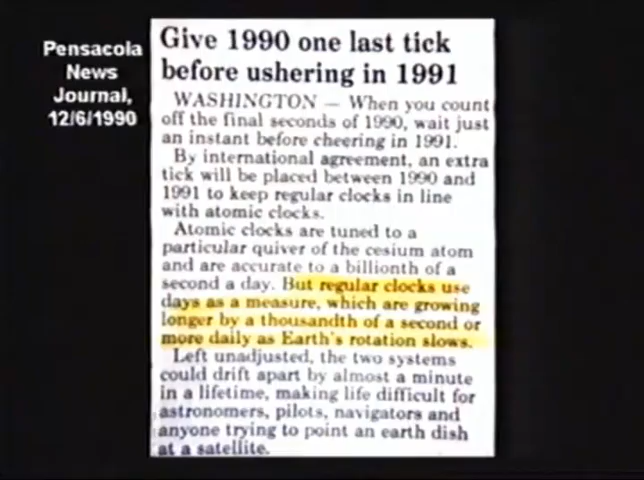 Pensacola
News
Journal,
12/6/1990
Give 1990 one last tick
before ushering in 1991
WASHINGTON — When you count
off the final seconds of 1990, wait just
an instant before cheering in 1991.
By international agreement, an extra
tick will be placed between 1990 and
1991 to keep regular clocks in line
with atomic clocks.
Atomic clocks are tuned to a
particular quiver of the cesium atom
and are accurate to a billionth of a
second a day. But regular clocks use
days as a measure, which are growing
longer by a thousandth of a second or
more daily as Earth's rotation slows.
Left unadjusted, the two systems
could drift apart by almost a minute
in a lifetime, making life difficult for
astronomers, pilots, navigators and
anyone trying to point an earth dish
at a satellite.